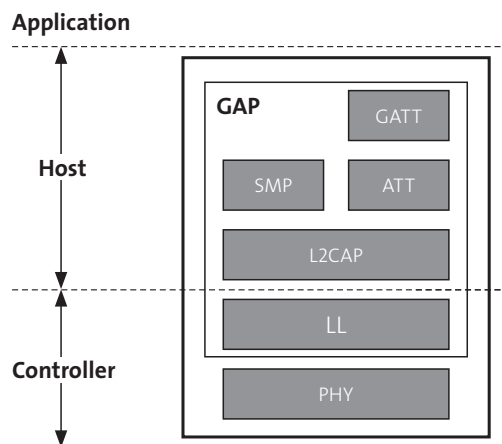 Application
GAP
GATT
Host
SMP
ATT
L2CAP
LL
Controller
PHY